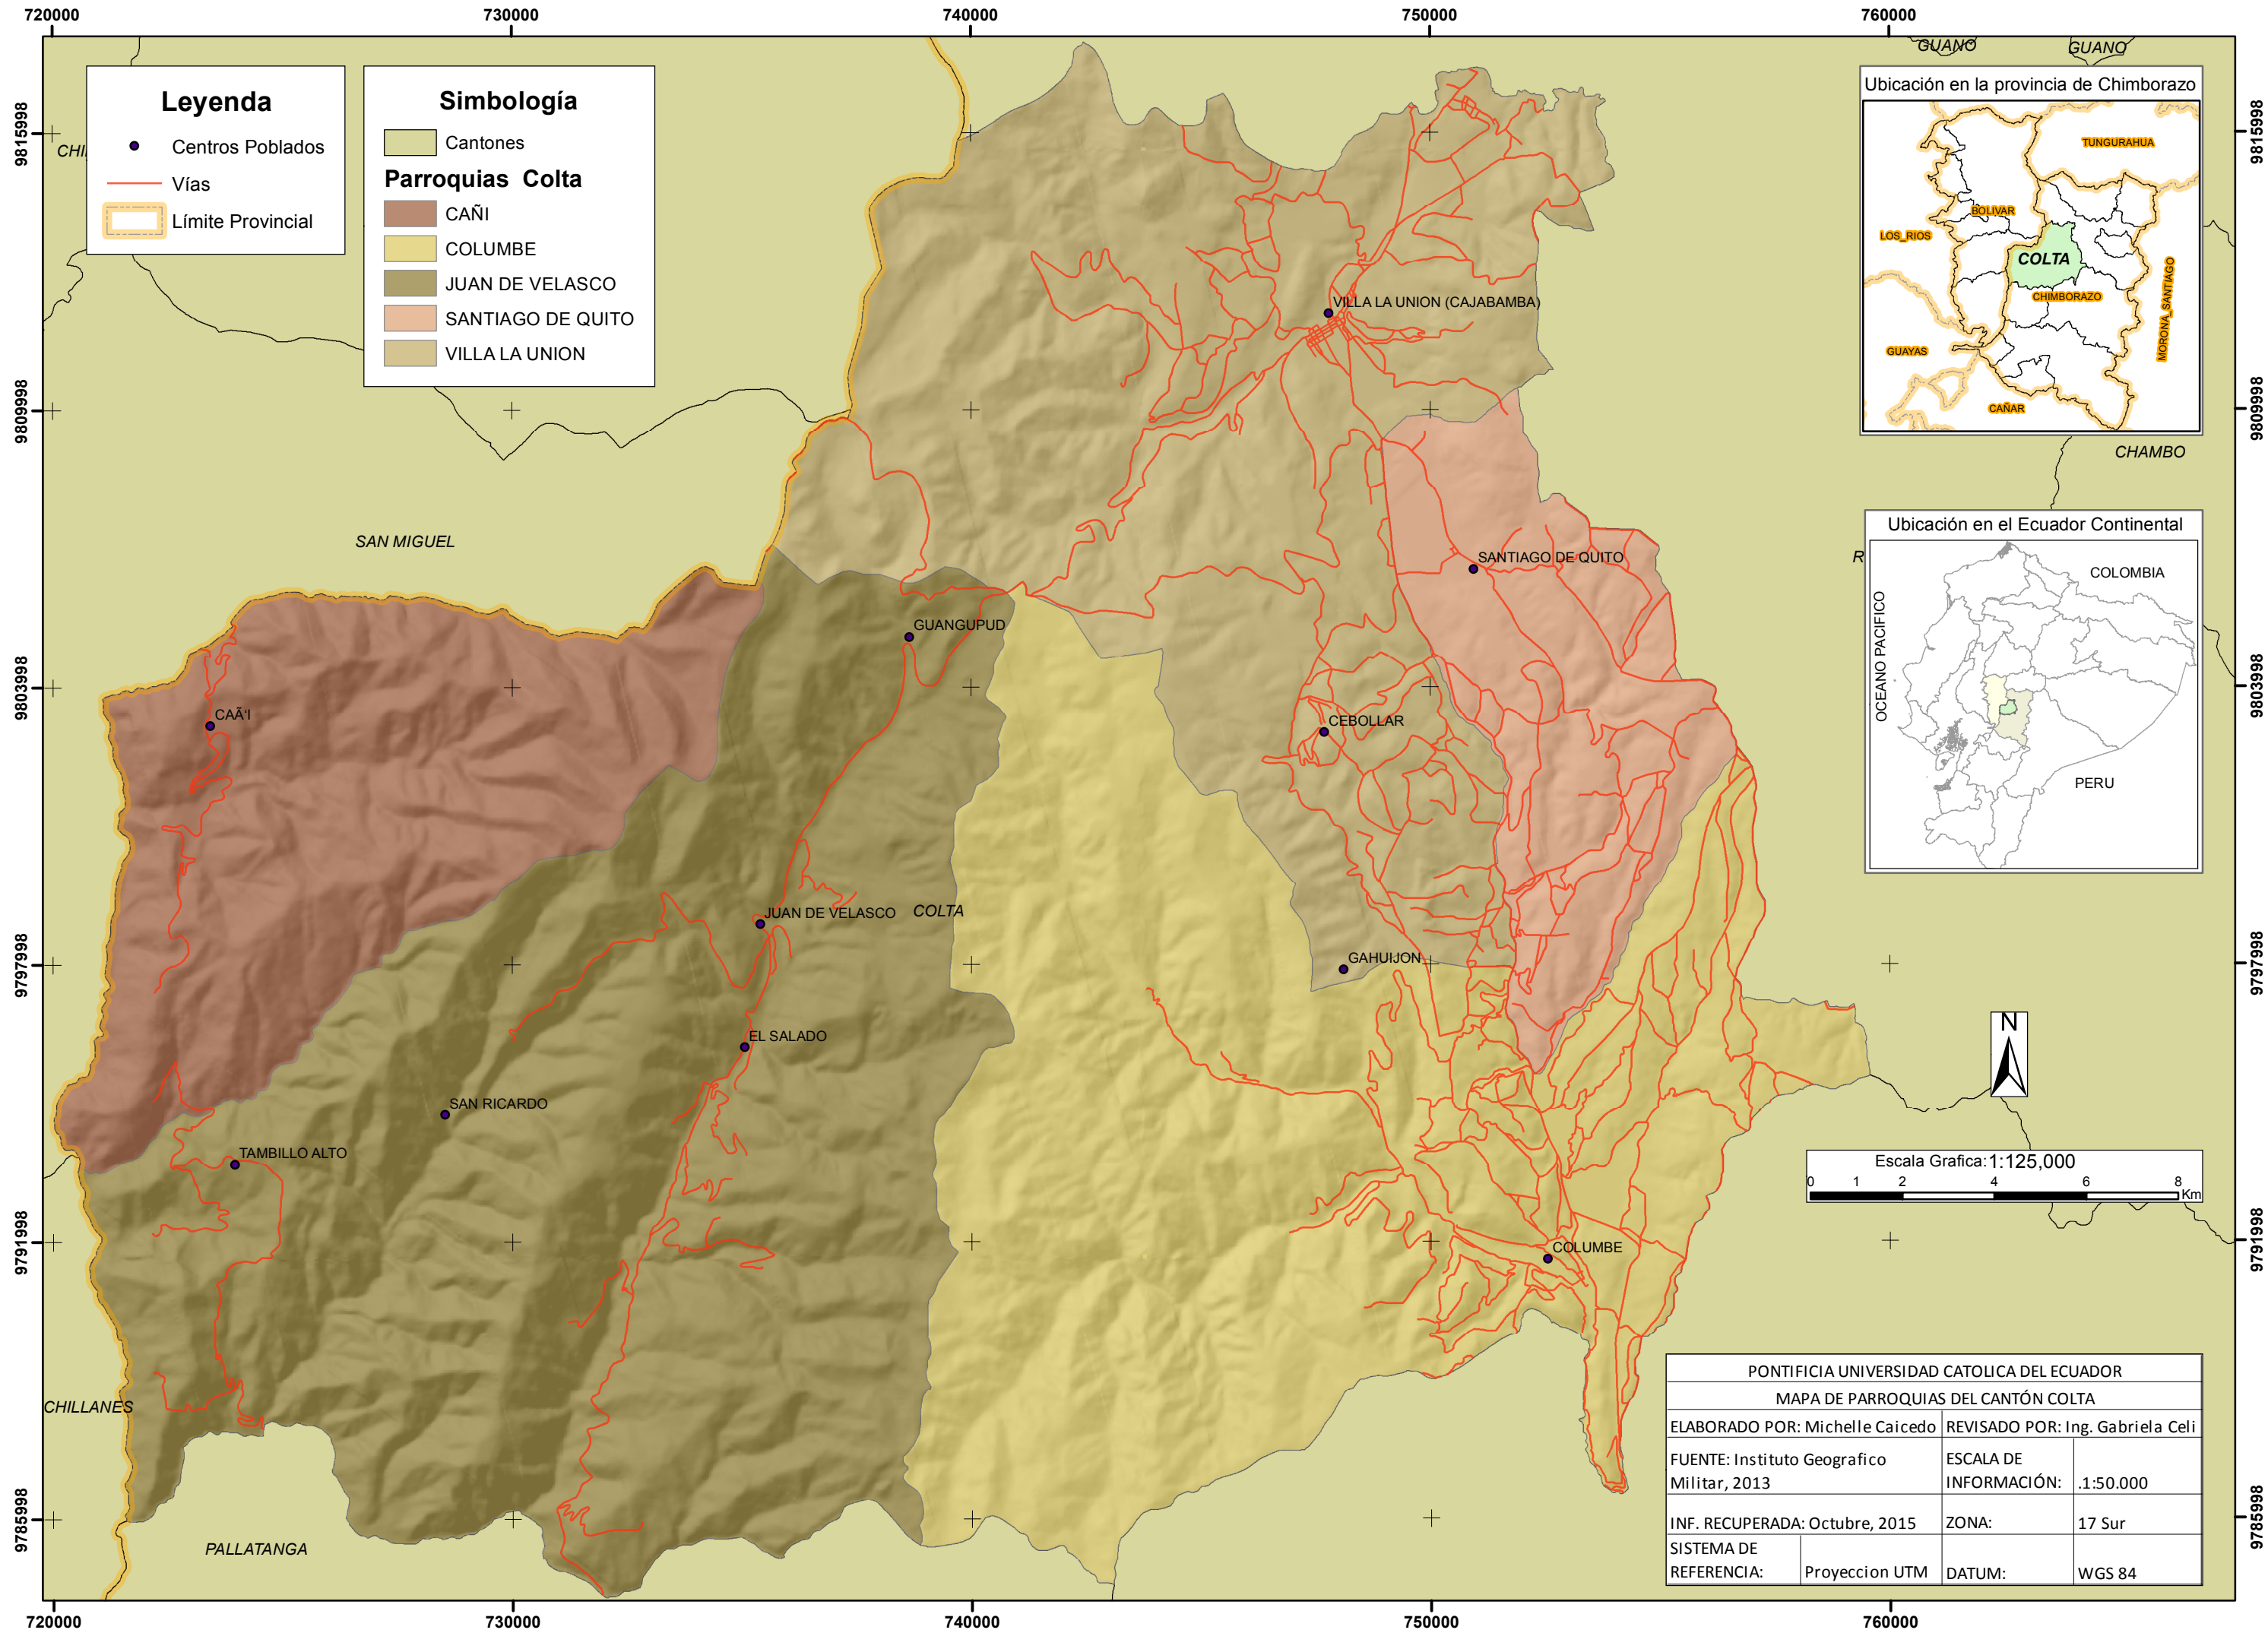 720000
730000
740000
750000
760000
GUANO
GUANO
9815998
9815998
Leyenda
Centros Poblados
Vías
Límite Provincial
Simbología
Cantones
Parroquias Colta
CAÑI
COLUMBE
JUAN DE VELASCO
SANTIAGO DE QUITO
VILLA LA UNION
CHI
Ubicación en la provincia de Chimborazo
TUNGURAHUA
BOLIVAR
LOS_RIOS
COLTA
CHIMBORAZO
MORONA_SANTIAGO
GUAYAS
CAÑAR
VILLA LA UNION (CAJABAMBA)
9809998
9809998
CHAMBO
SAN MIGUEL
SANTIAGO DE QUITO
R
Ubicación en el Ecuador Continental
COLOMBIA
OCEANO PACIFICO
PERU
GUANGUPUD
9803998
9803998
CAÃ‘I
CEBOLLAR
JUAN DE VELASCO
COLTA
GAHUIJON
9797998
9797998
EL SALADO
N
SAN RICARDO
TAMBILLO ALTO
Escala Grafica: 1:125,000
0 1 2 4 6 8
Km
9791998
9791998
COLUMBE
CHILLANES
PALLATANGA
9785998
9785998
PONTIFICIA UNIVERSIDAD CATOLICA DEL ECUADOR
MAPA DE PARROQUIAS DEL CANTÓN COLTA
ELABORADO POR: Michelle Caicedo
REVISADO POR: Ing. Gabriela Celi
FUENTE: Instituto Geografico
Militar, 2013
ESCALA DE
INFORMACIÓN:
.1:50.000
INF. RECUPERADA: Octubre, 2015
ZONA:
17 Sur
SISTEMA DE
REFERENCIA:
Proyeccion UTM
DATUM:
WGS 84
720000
730000
740000
750000
760000